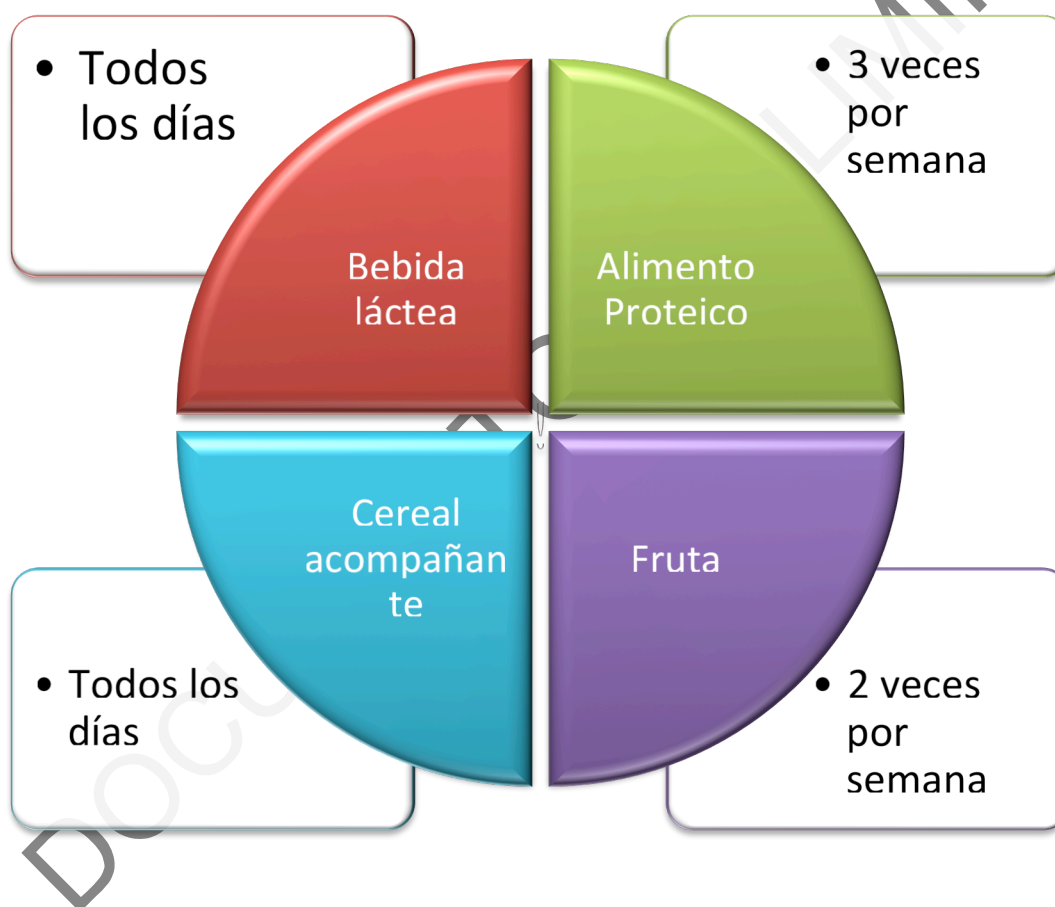 • Todos
los días
• 3 veces
por
semana
Bebida
láctea
Alimento
Proteico
Cereal
acompañan
te
Fruta
• Todos los
días
• 2 veces
por
semana